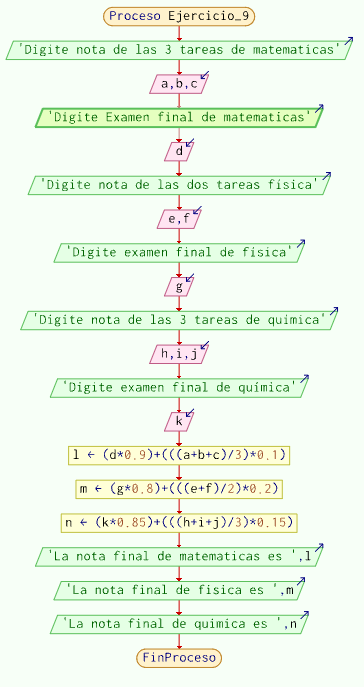 Proceso Ejercicio_9
'Digite nota de las 3 tareas de matematicas'
a,b,c
'Digite Examen final de matematicas'
d
'Digite nota de las dos tareas física'
e,f
'Digite examen final de física'
g
'Digite nota de las 3 tareas de quimica'
h,i,j
'Digite examen final de química'
k
l ← (d*0.9)+(((a+b+c)/3)*0.1)
m ← (g*0.8)+(((e+f)/2)*0.2)
n ← (k*0.85)+(((h+i+j)/3)*0.15)
'La nota final de matematicas es ',l
'La nota final de fisica es ',m
'La nota final de quimica es ',n
FinProceso